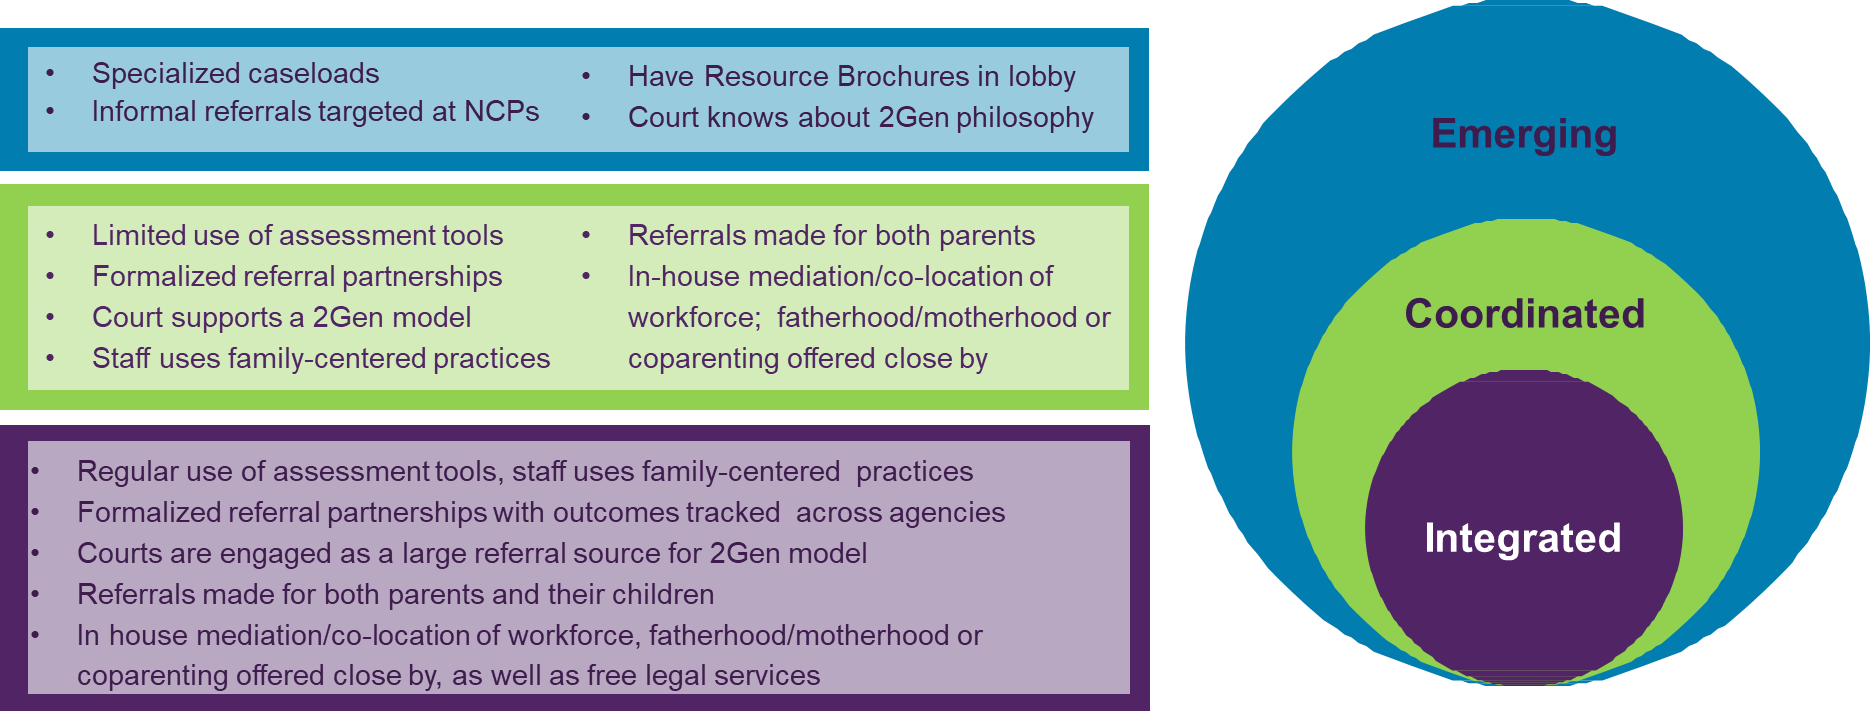 • Specialized caseloads
• Informal referrals targeted at NCPs
• Have Resource Brochures in lobby
• Court knows about 2Gen philosophy
• Limited use of assessment tools
• Formalized referral partnerships
• Court supports a 2Gen model
• Staff uses family-centered practices
• Referrals made for both parents
• In-house mediation/co-location of
workforce; fatherhood/motherhood or
coparenting offered close by
• Regular use of assessment tools, staff uses family-centered practices
• Formalized referral partnerships with outcomes tracked across agencies
• Courts are engaged as a large referral source for 2Gen model
• Referrals made for both parents and their children
• In house mediation/co-location of workforce, fatherhood/motherhood or
coparenting offered close by, as well as free legal services
Emerging
Coordinated
Integrated